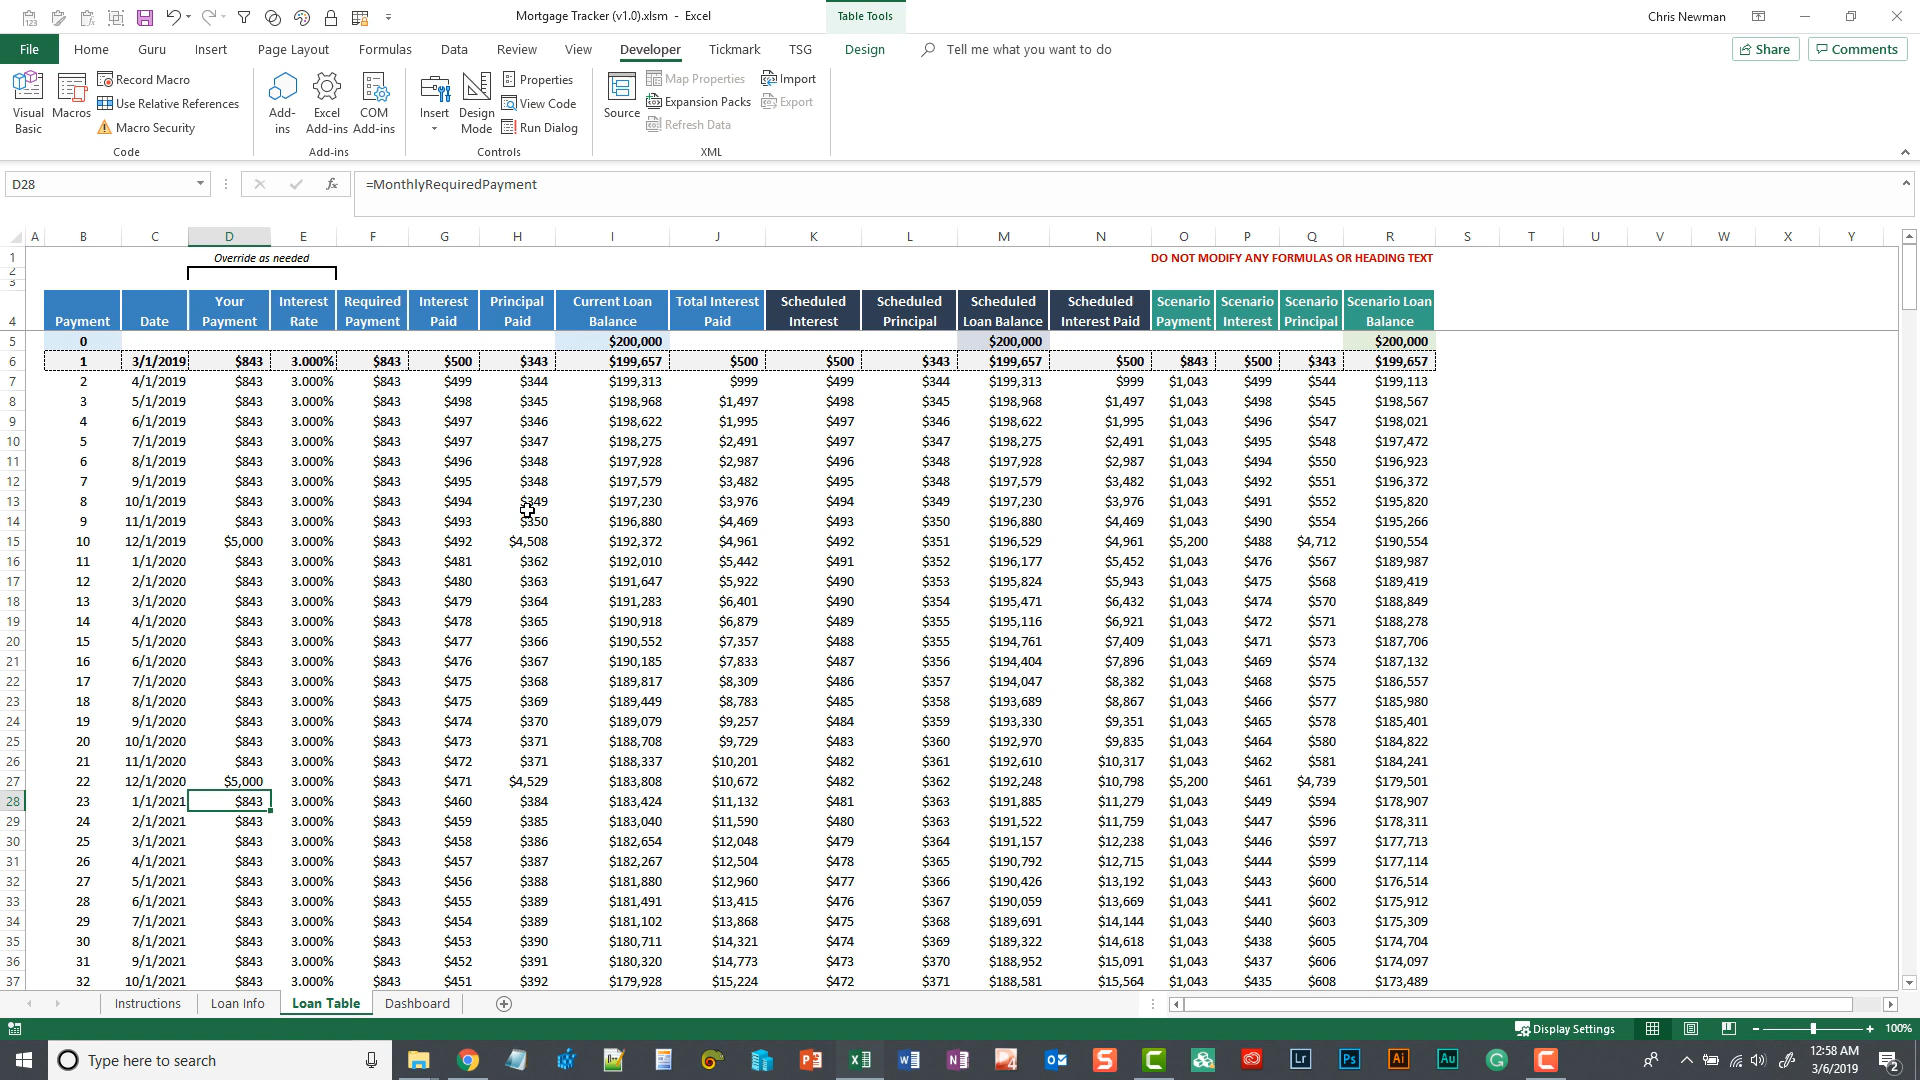 Mortgage Tracker (v1.0).xlsm - Excel
Table Tools
Chris Newman
File Home Guru Insert Page Layout Formulas Data Review View Developer Tickmark TSG Design Tell me what you want to do Share Comments
Visual Basic
Macros
Record Macro
Use Relative References
Macro Security
Code
Add-ins
Excel Add-ins
COM Add-ins
Add-ins
Insert
Design Mode
Properties
View Code
Run Dialog
Controls
Source
Map Properties
Expansion Packs
Refresh Data
Import
Export
XML
D28 fx =MonthlyRequiredPayment
A B C D E F G H I J K L M N O P Q R S T U V W X Y
1 Override as needed DO NOT MODIFY ANY FORMULAS OR HEADING TEXT
2
3
Your Interest Required Interest Principal Current Loan Total Interest Scheduled Scheduled Scheduled Scheduled Scenario Scenario Scenario Scenario Loan
4 Payment Date Payment Rate Payment Paid Paid Balance Paid Interest Principal Loan Balance Interest Paid Payment Interest Principal Balance
5 0 $200,000 $200,000 $200,000
6 1 3/1/2019 $843 3.000% $843 $500 $343 $199,657 $500 $500 $343 $199,657 $500 $843 $500 $343 $199,657
7 2 4/1/2019 $843 3.000% $843 $499 $344 $199,313 $999 $499 $344 $199,313 $999 $1,043 $499 $544 $199,113
8 3 5/1/2019 $843 3.000% $843 $498 $345 $198,968 $1,497 $498 $345 $198,968 $1,497 $1,043 $498 $545 $198,567
9 4 6/1/2019 $843 3.000% $843 $497 $346 $198,622 $1,995 $497 $346 $198,622 $1,995 $1,043 $496 $547 $198,021
10 5 7/1/2019 $843 3.000% $843 $497 $347 $198,275 $2,491 $497 $347 $198,275 $2,491 $1,043 $495 $548 $197,472
11 6 8/1/2019 $843 3.000% $843 $496 $348 $197,928 $2,987 $496 $348 $197,928 $2,987 $1,043 $494 $550 $196,923
12 7 9/1/2019 $843 3.000% $843 $495 $348 $197,579 $3,482 $495 $348 $197,579 $3,482 $1,043 $492 $551 $196,372
13 8 10/1/2019 $843 3.000% $843 $494 $349 $197,230 $3,976 $494 $349 $197,230 $3,976 $1,043 $491 $552 $195,820
14 9 11/1/2019 $843 3.000% $843 $493 $350 $196,880 $4,469 $493 $350 $196,880 $4,469 $1,043 $490 $554 $195,266
15 10 12/1/2019 $5,000 3.000% $843 $492 $4,508 $192,372 $4,961 $492 $351 $196,529 $4,961 $5,200 $488 $4,712 $190,554
16 11 1/1/2020 $843 3.000% $843 $481 $362 $192,010 $5,442 $491 $352 $196,177 $5,452 $1,043 $476 $567 $189,987
17 12 2/1/2020 $843 3.000% $843 $480 $363 $191,647 $5,922 $490 $353 $195,824 $5,943 $1,043 $475 $568 $189,419
18 13 3/1/2020 $843 3.000% $843 $479 $364 $191,283 $6,401 $490 $354 $195,471 $6,432 $1,043 $474 $570 $188,849
19 14 4/1/2020 $843 3.000% $843 $478 $365 $190,918 $6,879 $489 $355 $195,116 $6,921 $1,043 $472 $571 $188,278
20 15 5/1/2020 $843 3.000% $843 $477 $366 $190,552 $7,357 $488 $355 $194,761 $7,409 $1,043 $471 $573 $187,706
21 16 6/1/2020 $843 3.000% $843 $476 $367 $190,185 $7,833 $487 $356 $194,404 $7,896 $1,043 $469 $574 $187,132
22 17 7/1/2020 $843 3.000% $843 $475 $368 $189,817 $8,309 $486 $357 $194,047 $8,382 $1,043 $468 $575 $186,557
23 18 8/1/2020 $843 3.000% $843 $475 $369 $189,449 $8,783 $485 $358 $193,689 $8,867 $1,043 $466 $577 $185,980
24 19 9/1/2020 $843 3.000% $843 $474 $370 $189,079 $9,257 $484 $359 $193,330 $9,351 $1,043 $465 $578 $185,401
25 20 10/1/2020 $843 3.000% $843 $473 $371 $188,708 $9,729 $483 $360 $192,970 $9,835 $1,043 $464 $580 $184,822
26 21 11/1/2020 $843 3.000% $843 $472 $371 $188,337 $10,201 $482 $361 $192,610 $10,317 $1,043 $462 $581 $184,241
27 22 12/1/2020 $5,000 3.000% $843 $471 $4,529 $183,808 $10,672 $482 $362 $192,248 $10,798 $5,200 $461 $4,739 $179,501
28 23 1/1/2021 $843 3.000% $843 $460 $384 $183,424 $11,132 $481 $363 $191,885 $11,279 $1,043 $449 $594 $178,907
29 24 2/1/2021 $843 3.000% $843 $459 $385 $183,040 $11,590 $480 $363 $191,522 $11,759 $1,043 $447 $596 $178,311
30 25 3/1/2021 $843 3.000% $843 $458 $386 $182,654 $12,048 $479 $364 $191,157 $12,238 $1,043 $446 $597 $177,713
31 26 4/1/2021 $843 3.000% $843 $457 $387 $182,267 $12,504 $478 $365 $190,792 $12,715 $1,043 $444 $599 $177,114
32 27 5/1/2021 $843 3.000% $843 $456 $388 $181,880 $12,960 $477 $366 $190,426 $13,192 $1,043 $443 $600 $176,514
33 28 6/1/2021 $843 3.000% $843 $455 $389 $181,491 $13,415 $476 $367 $190,059 $13,669 $1,043 $441 $602 $175,912
34 29 7/1/2021 $843 3.000% $843 $454 $389 $181,102 $13,868 $475 $368 $189,691 $14,144 $1,043 $440 $603 $175,309
35 30 8/1/2021 $843 3.000% $843 $453 $390 $180,711 $14,321 $474 $369 $189,322 $14,618 $1,043 $438 $605 $174,704
36 31 9/1/2021 $843 3.000% $843 $452 $391 $180,320 $14,773 $473 $370 $188,952 $15,091 $1,043 $437 $606 $174,097
37 32 10/1/2021 $843 3.000% $843 $451 $392 $179,928 $15,224 $472 $371 $188,581 $15,564 $1,043 $435 $608 $173,489
Instructions Loan Info Loan Table Dashboard
Display Settings 100%
Type here to search
Lr Ps Ai Au
12:58 AM
3/6/2019
2